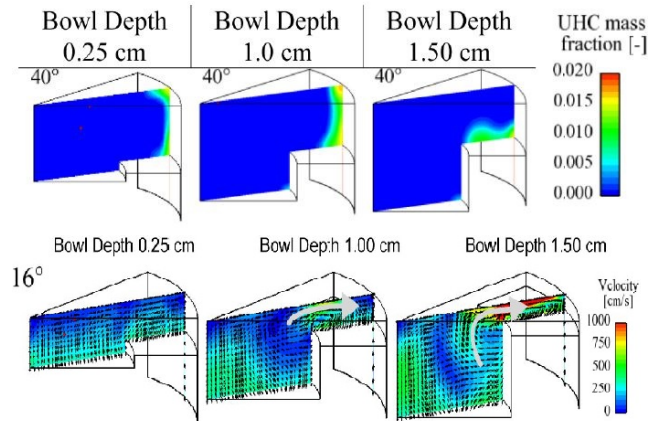 Bowl Depth
0.25 cm
Bowl Depth
1.0 cm
Bowl Depth
1.50 cm
UHC mass
fraction [-]
40°
40°
40°
0.020
0.015
0.010
0.005
0.000
Bowl Depth 0.25 cm
Bowl Depth 1.00 cm
Bowl Depth 1.50 cm
16°
Vclocity
[cm/s]
1000
750
500
250
0